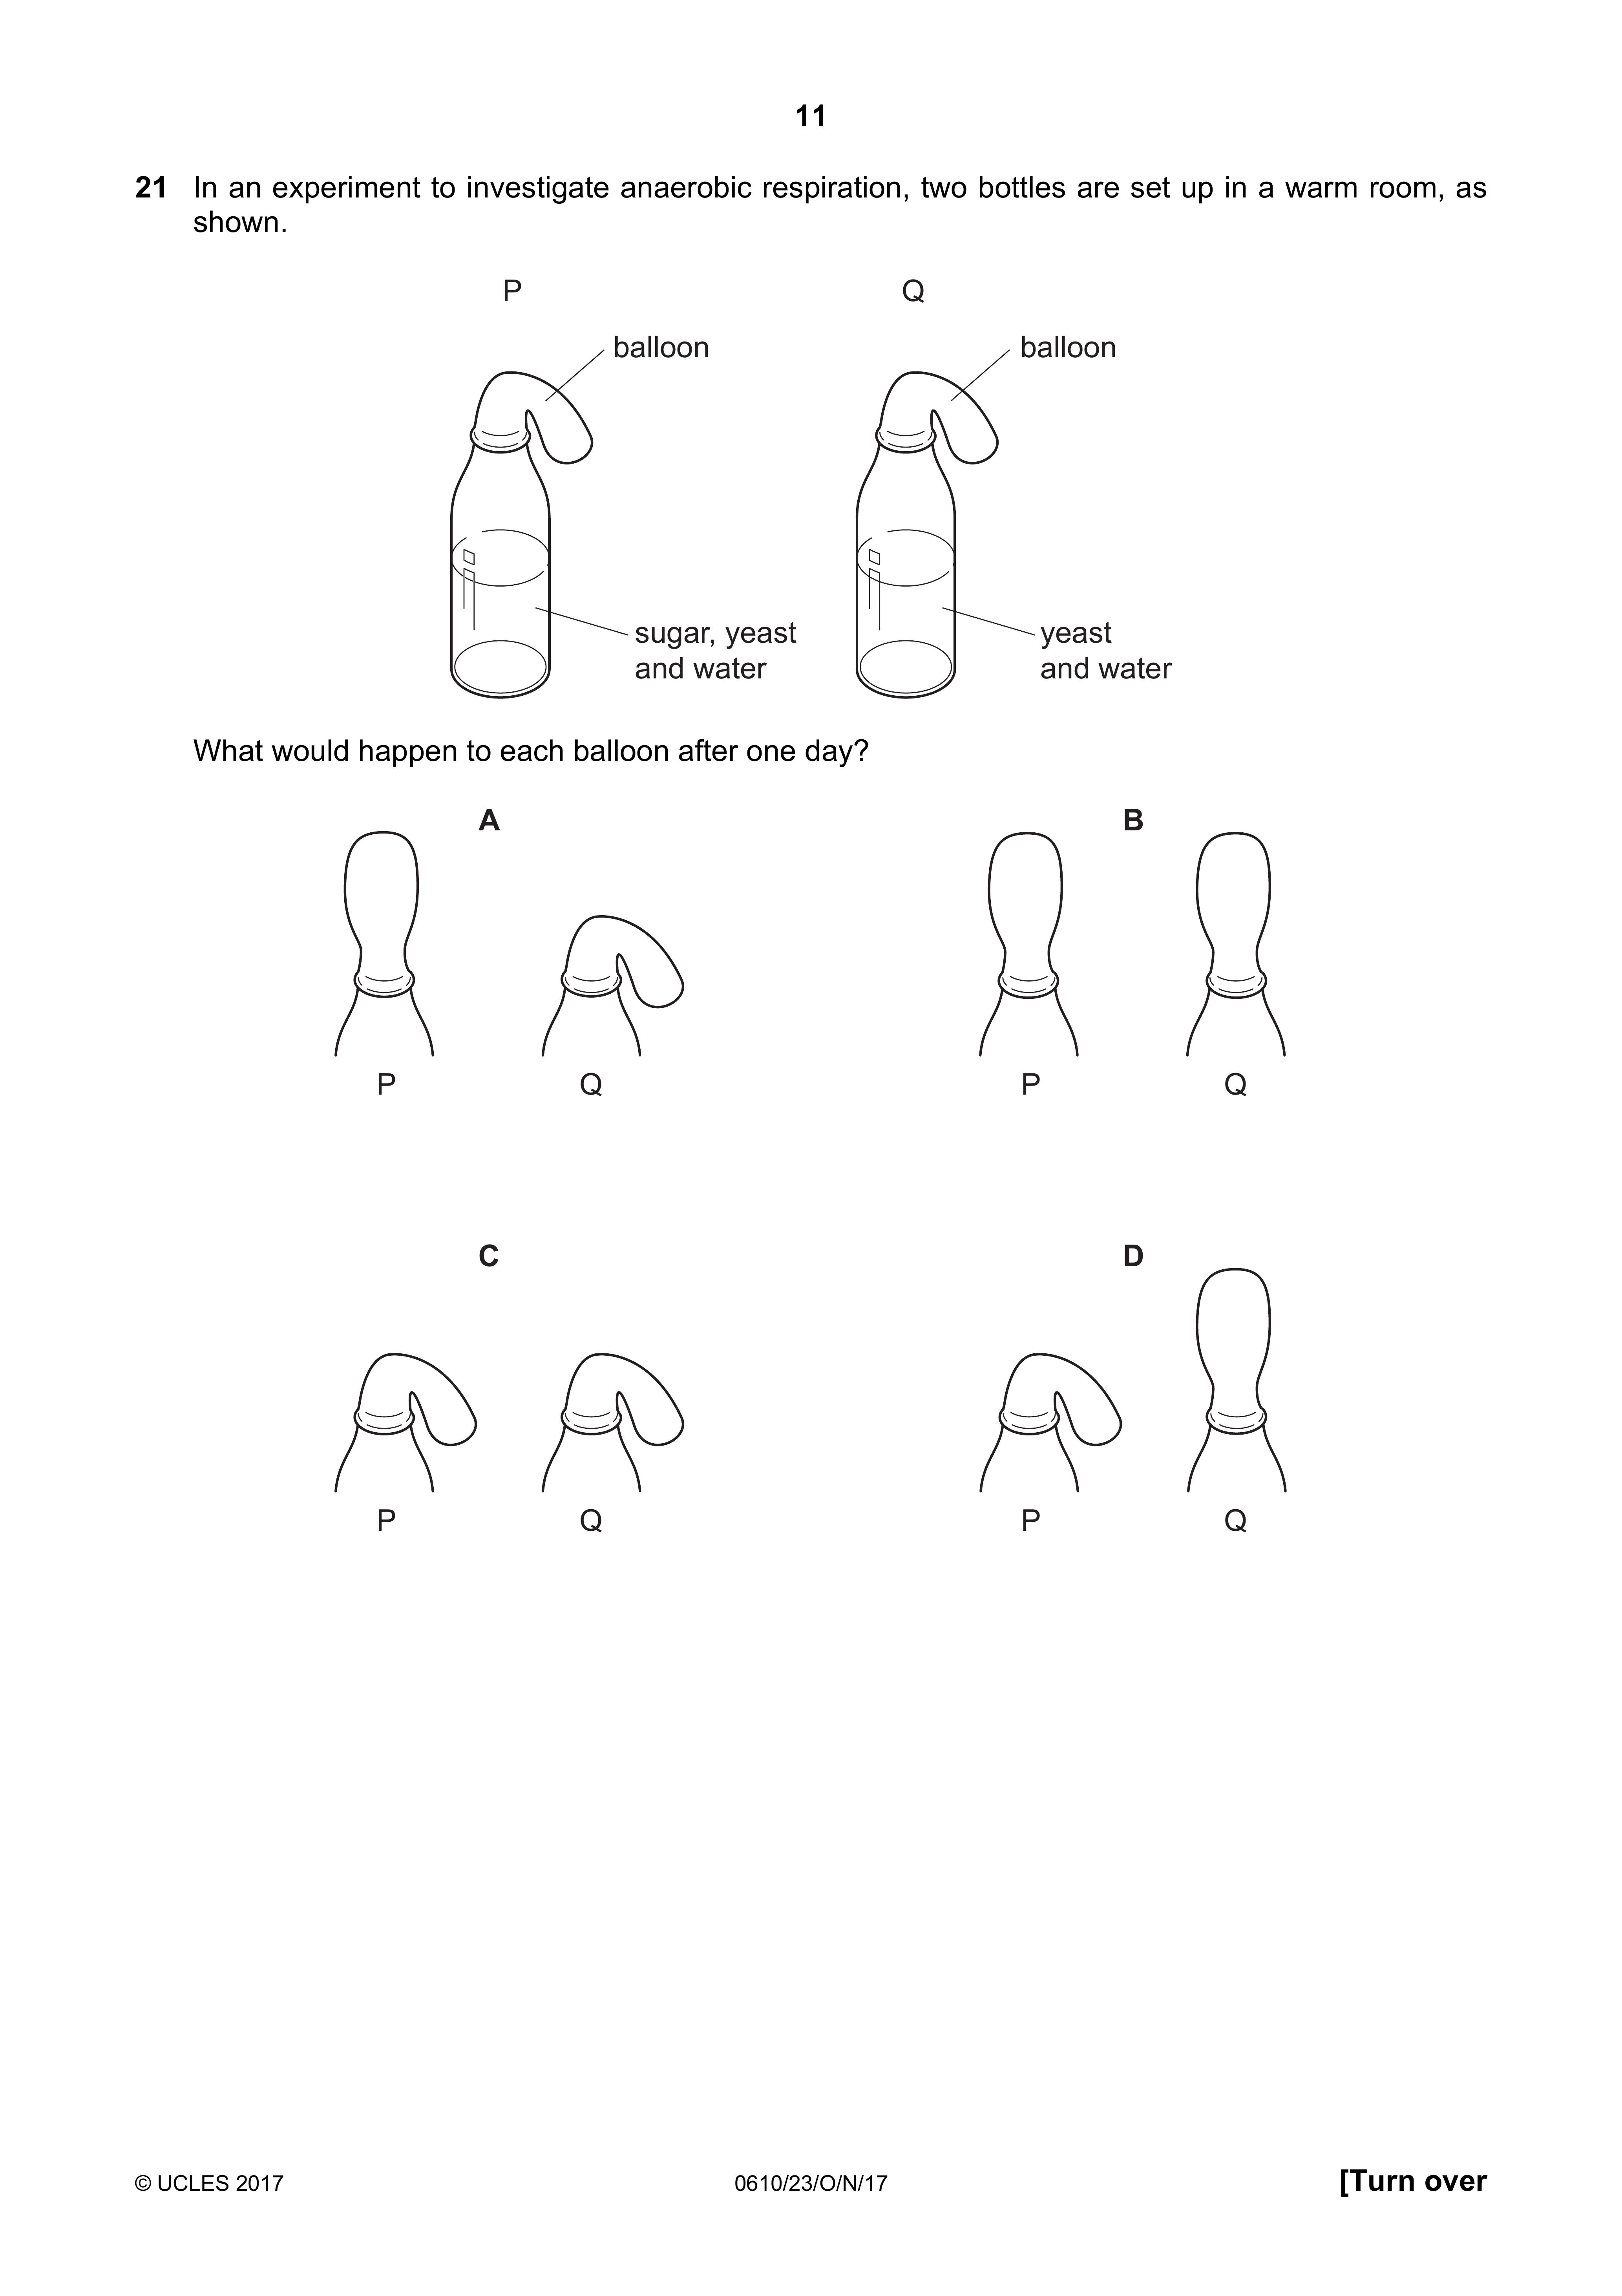 11
21 In an experiment to investigate anaerobic respiration, two bottles are set up in a warm room, as
shown.
P Q
balloon balloon
sugar, yeast
and water
yeast
and water
What would happen to each balloon after one day?
A B
P Q P Q
C D
P Q P Q
© UCLES 2017 0610/23/O/N/17 [Turn over